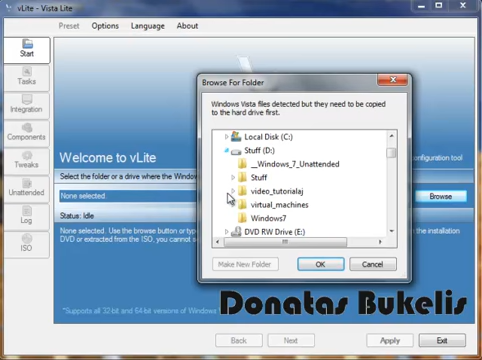 vLite - Vista Lite
Preset Options Language About
Start
Tasks
Integration
Components
Tweaks
Unattended
Log
ISO
Welcome to vLite
Select the folder or a drive where the Window
nfiguration tool
None selected.
Browse
Status: Idle
None selected. Use the browse button or
the installation
DVD or extracted from the ISO, you cannot
*Supports all 32-bit and 64-bit versions of Windows
Browse For Folder
Windows Vista files detected but they need to be copied
to the hard drive first.
Local Disk (C:)
Stuff (D:)
__Windows_7_Unattended
Stuff
video_tutorialaj
virtual_machines
Windows7
DVD RW Drive (E:)
Make New Folder OK Cancel
Donatas Bukelis
Back Next Apply Exit